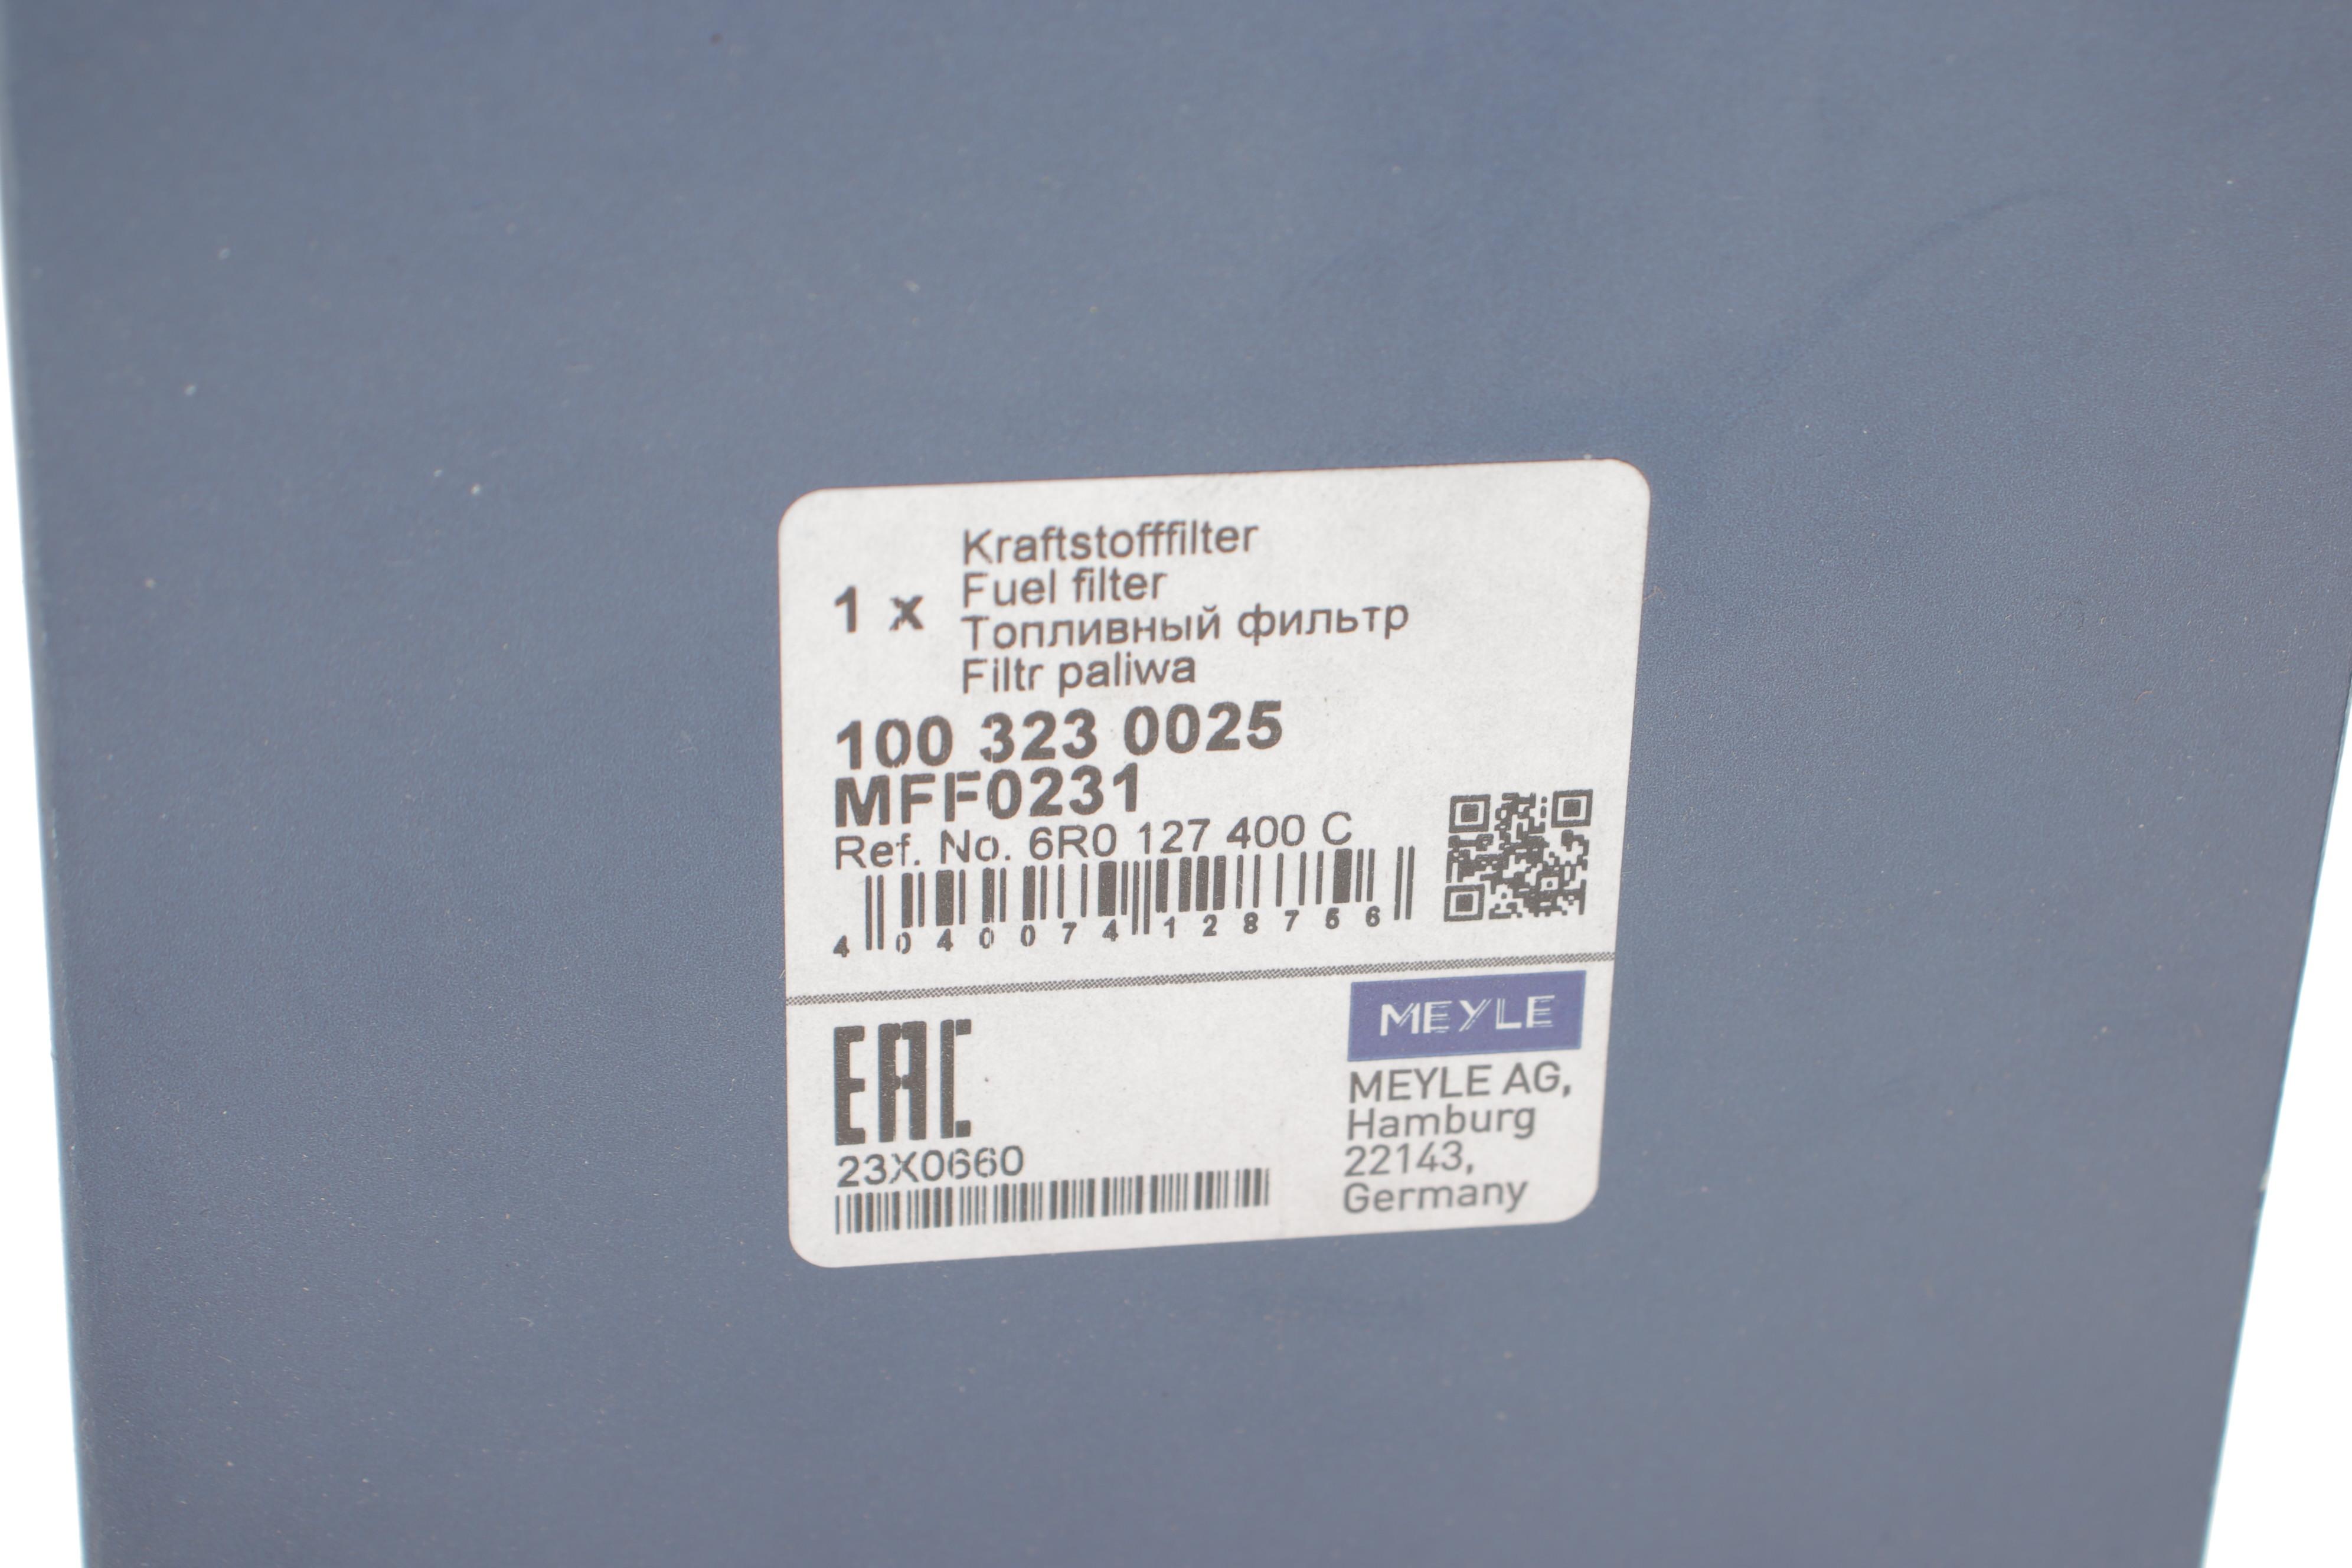 1 x
Kraftstofffilter
Fuel filter
Топливный фильтр
Filtr paliwa
100 323 0025
MFF0231
Ref. No. 6R0 127 400 C
4 040074 128756
EAC
23X0660
MEYLE
MEYLE AG,
Hamburg
22143,
Germany